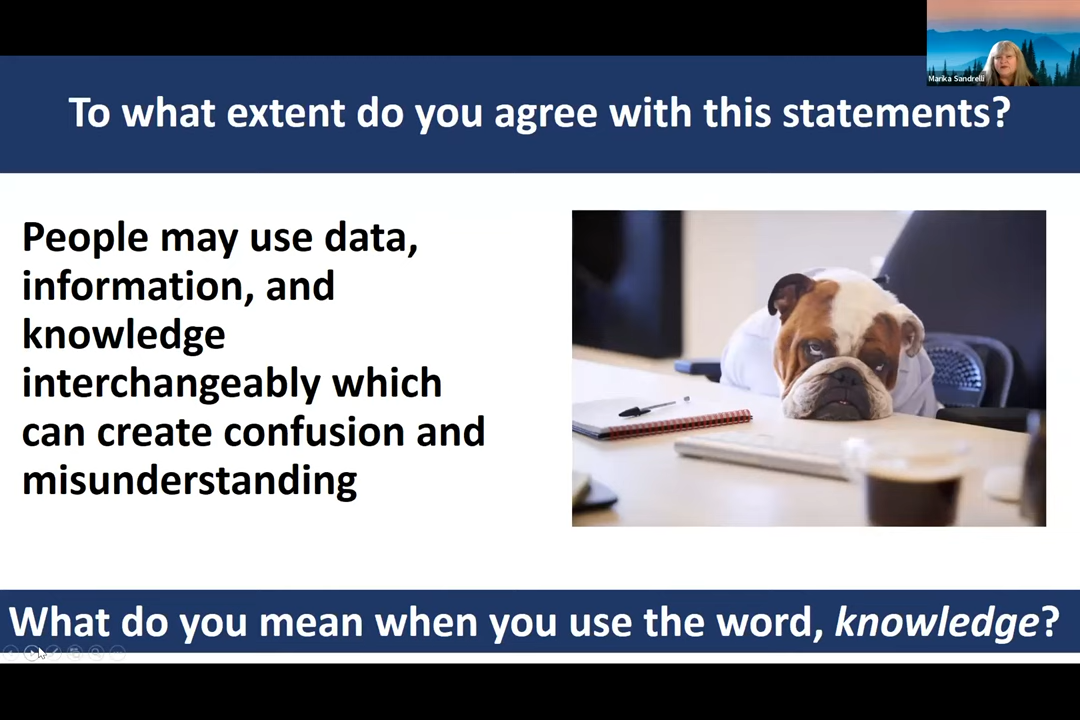 Marika Sandrelli
To what extent do you agree with this statements?
People may use data,
information, and
knowledge
interchangeably which
can create confusion and
misunderstanding
What do you mean when you use the word, knowledge?